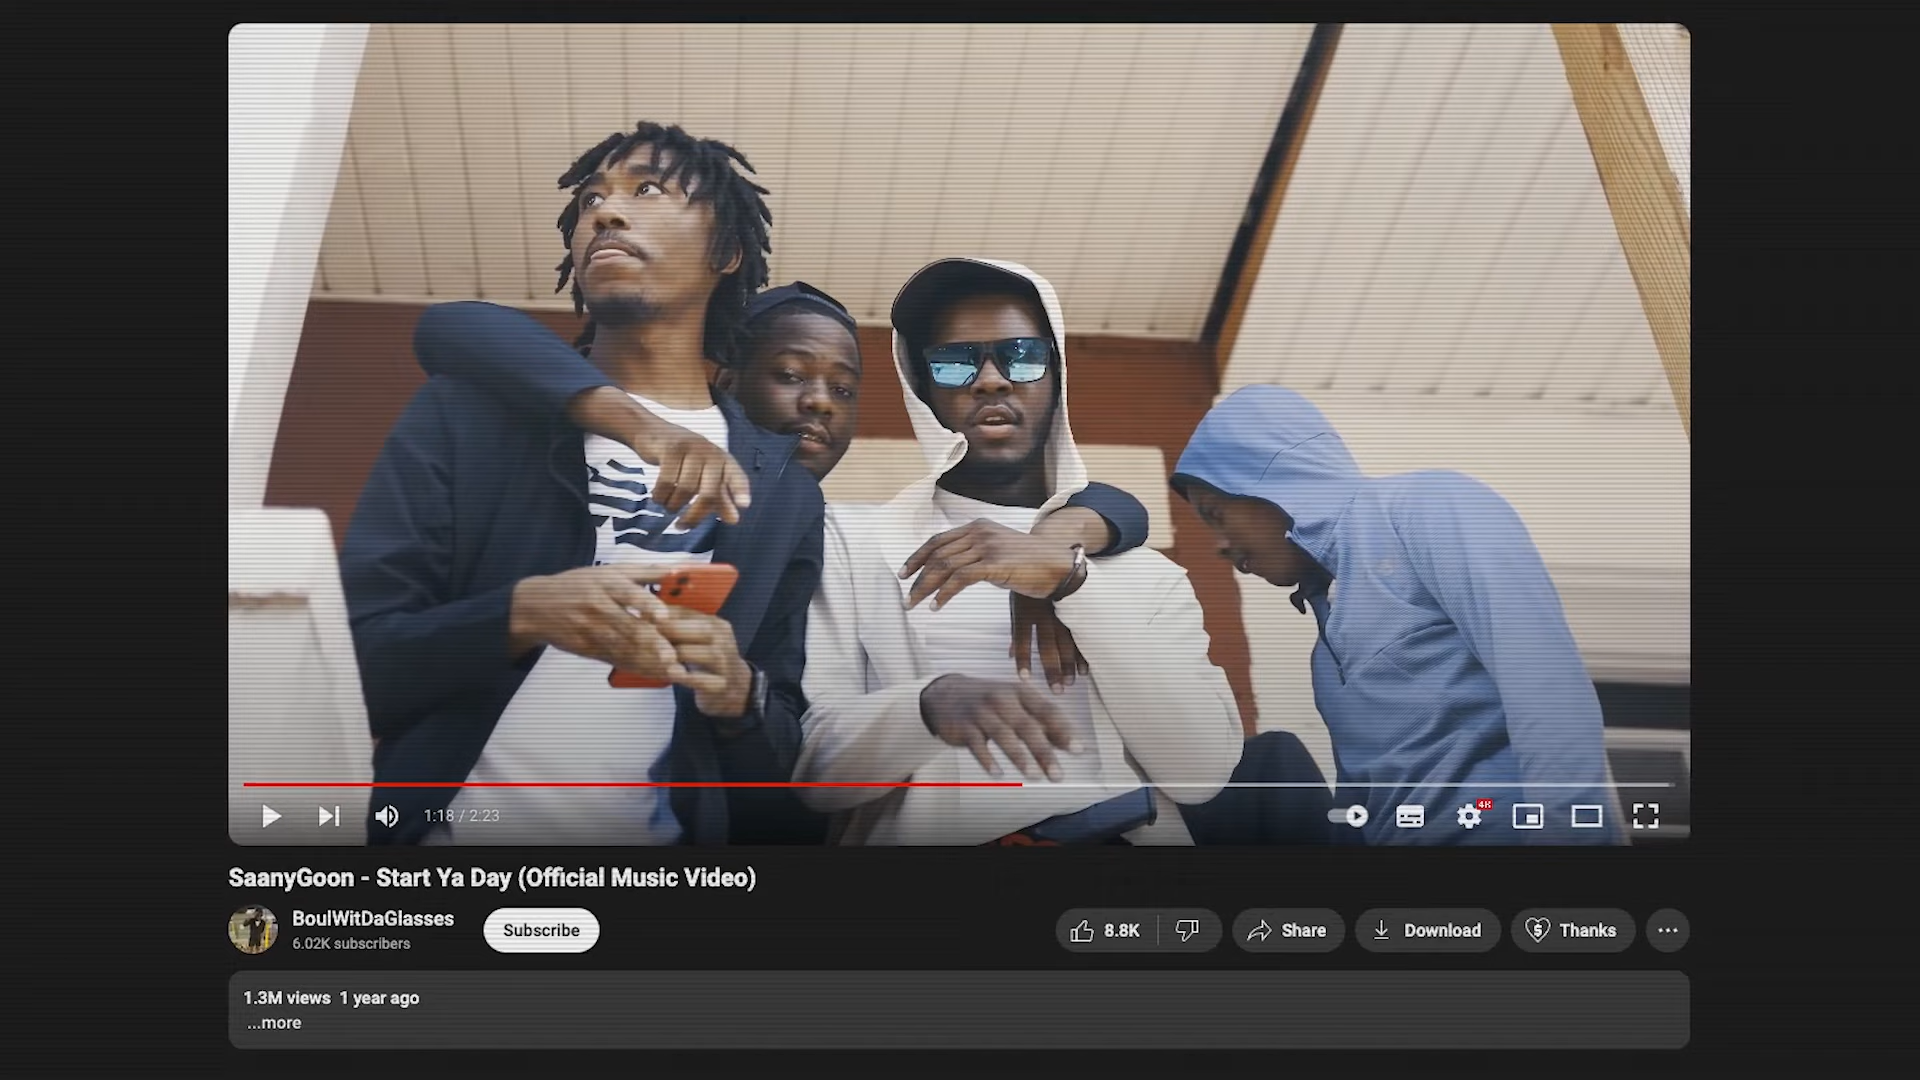 1:18 / 2:23
4K
SaanyGoon - Start Ya Day (Official Music Video)
BoulWitDaGlasses
6.02K subscribers
Subscribe
8.8K
Share
Download
Thanks
1.3M views 1 year ago
...more